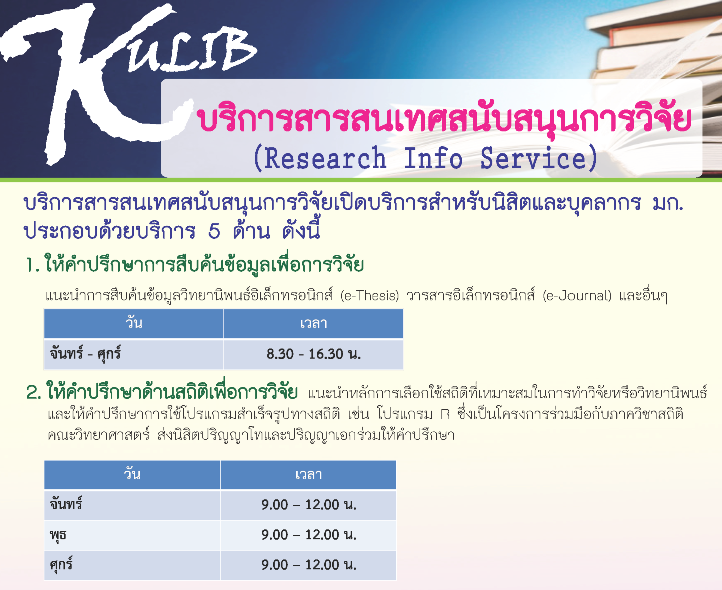 KULIB
บริการสารสนเทศสนับสนุนการวิจัย
(Research Info Service)
บริการสารสนเทศสนับสนุนการวิจัยเปิดบริการสำหรับนิสิตและบุคลากร มก.
ประกอบด้วยบริการ 5 ด้าน ดังนี้
1. ให้คำปรึกษาการสืบค้นข้อมูลเพื่อการวิจัย
แนะนำการสืบค้นข้อมูลวิทยานิพนธ์อิเล็กทรอนิกส์ (e-Thesis) วารสารอิเล็กทรอนิกส์ (e-Journal) และอื่นๆ
วัน เวลา
จันทร์ - ศุกร์ 8.30 - 16.30 น.
2. ให้คำปรึกษาด้านสถิติเพื่อการวิจัย แนะนำหลักการเลือกใช้สถิติที่เหมาะสมในการทำวิจัยหรือวิทยานิพนธ์
และให้คำปรึกษาการใช้โปรแกรมสำเร็จรูปทางสถิติ เช่น โปรแกรม R ซึ่งเป็นโครงการร่วมมือกับภาควิชาสถิติ
คณะวิทยาศาสตร์ ส่งนิสิตปริญญาโทและปริญญาเอกร่วมให้คำปรึกษา
วัน เวลา
จันทร์ 9.00 – 12.00 น.
พุธ 9.00 – 12.00 น.
ศุกร์ 9.00 – 12.00 น.